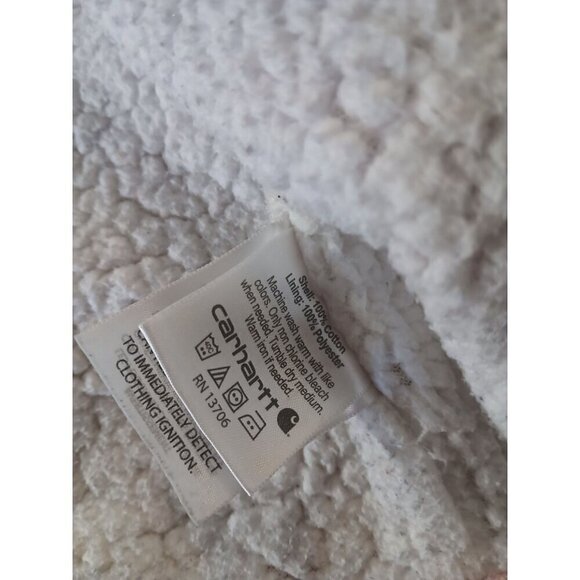 Shell: 100% Cotton
Lining: 100% Polyester
Machine wash warm with like
colors. Only non chlorine bleach
when needed. Tumble dry medium.
Warm iron if needed.
carhartt
RN 13706
TO IMMEDIATELY DETECT
CLOTHING IGNITION.